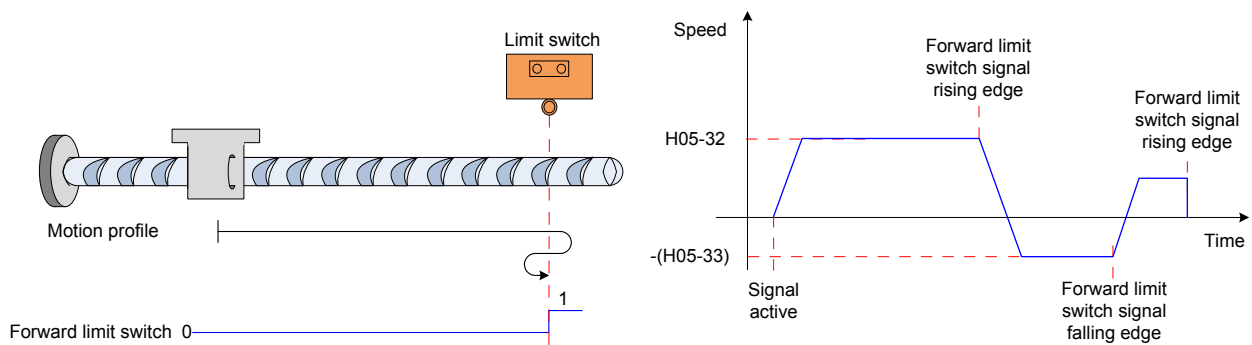 Limit switch
Motion profile
1
Forward limit switch 0
Speed
Forward limit
switch signal
rising edge
Forward limit
switch signal
rising edge
H05-32
Time
-(H05-33)
Signal
active
Forward limit
switch signal
falling edge